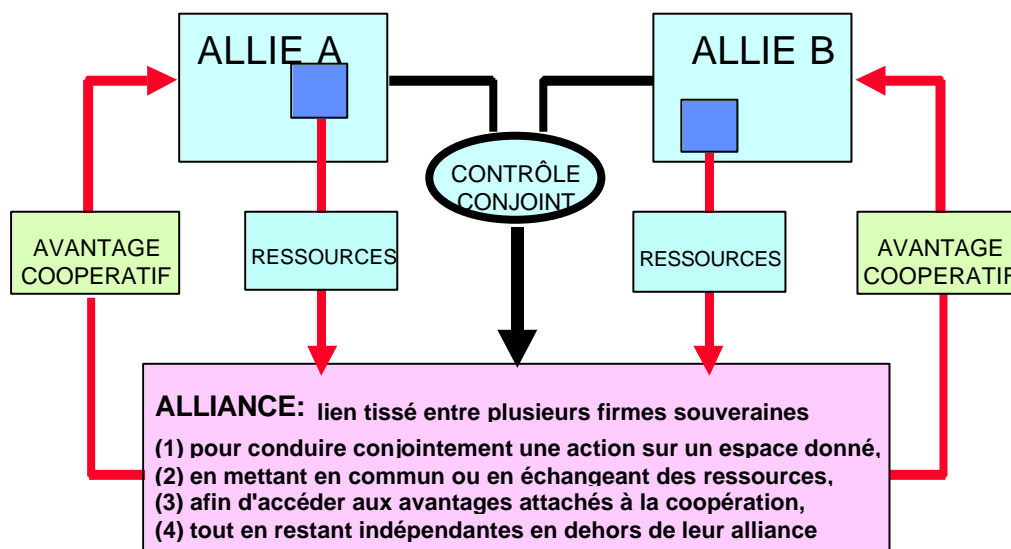 ALLIE A
ALLIE B
CONTRÔLE
CONJOINT
AVANTAGE
COOPERATIF
RESSOURCES
RESSOURCES
AVANTAGE
COOPERATIF
ALLIANCE: lien tissé entre plusieurs firmes souveraines
(1) pour conduire conjointement une action sur un espace donné,
(2) en mettant en commun ou en échangeant des ressources,
(3) afin d'accéder aux avantages attachés à la coopération,
(4) tout en restant indépendantes en dehors de leur alliance